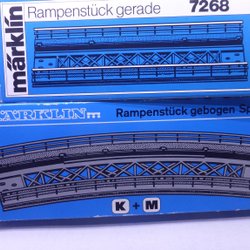 märklin
Rampenstück gerade 7268
MÄRKLIN
Rampenstück gebogen
K + M